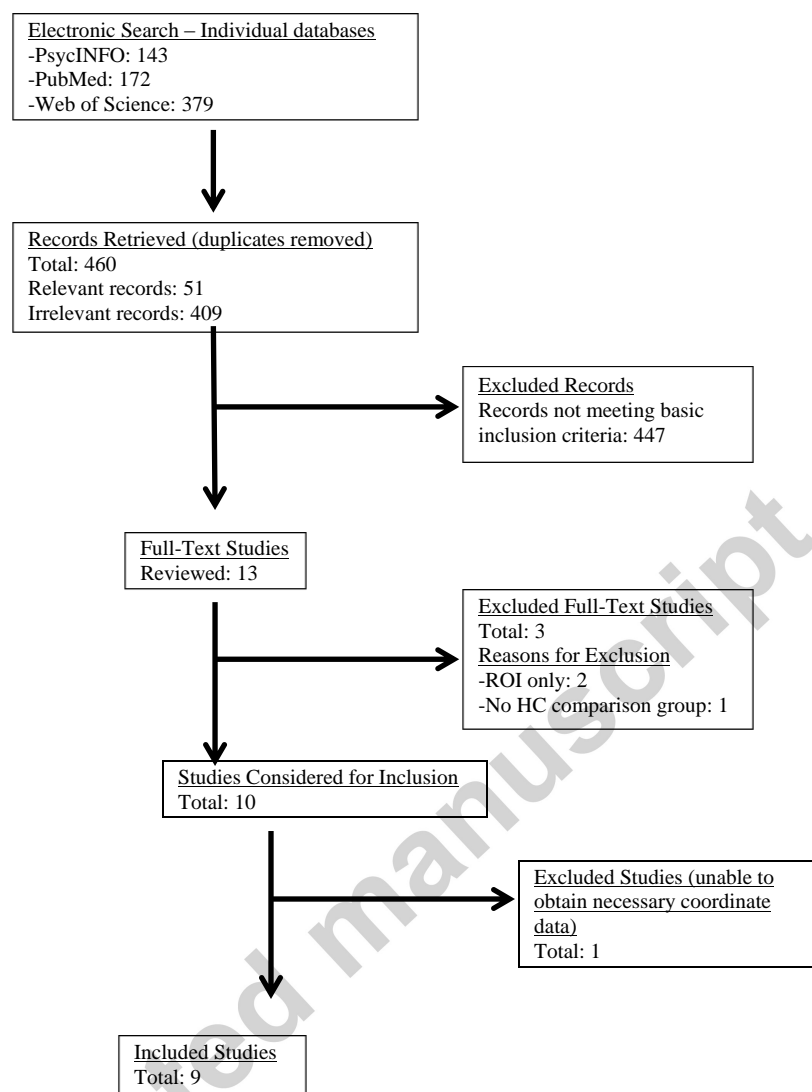 Electronic Search – Individual databases
-PsycINFO: 143
-PubMed: 172
-Web of Science: 379
Records Retrieved (duplicates removed)
Total: 460
Relevant records: 51
Irrelevant records: 409
Excluded Records
Records not meeting basic
inclusion criteria: 447
Full-Text Studies
Reviewed: 13
Excluded Full-Text Studies
Total: 3
Reasons for Exclusion
-ROI only: 2
-No HC comparison group: 1
Studies Considered for Inclusion
Total: 10
Excluded Studies (unable to
obtain necessary coordinate
data)
Total: 1
Included Studies
Total: 9
ted manuscript